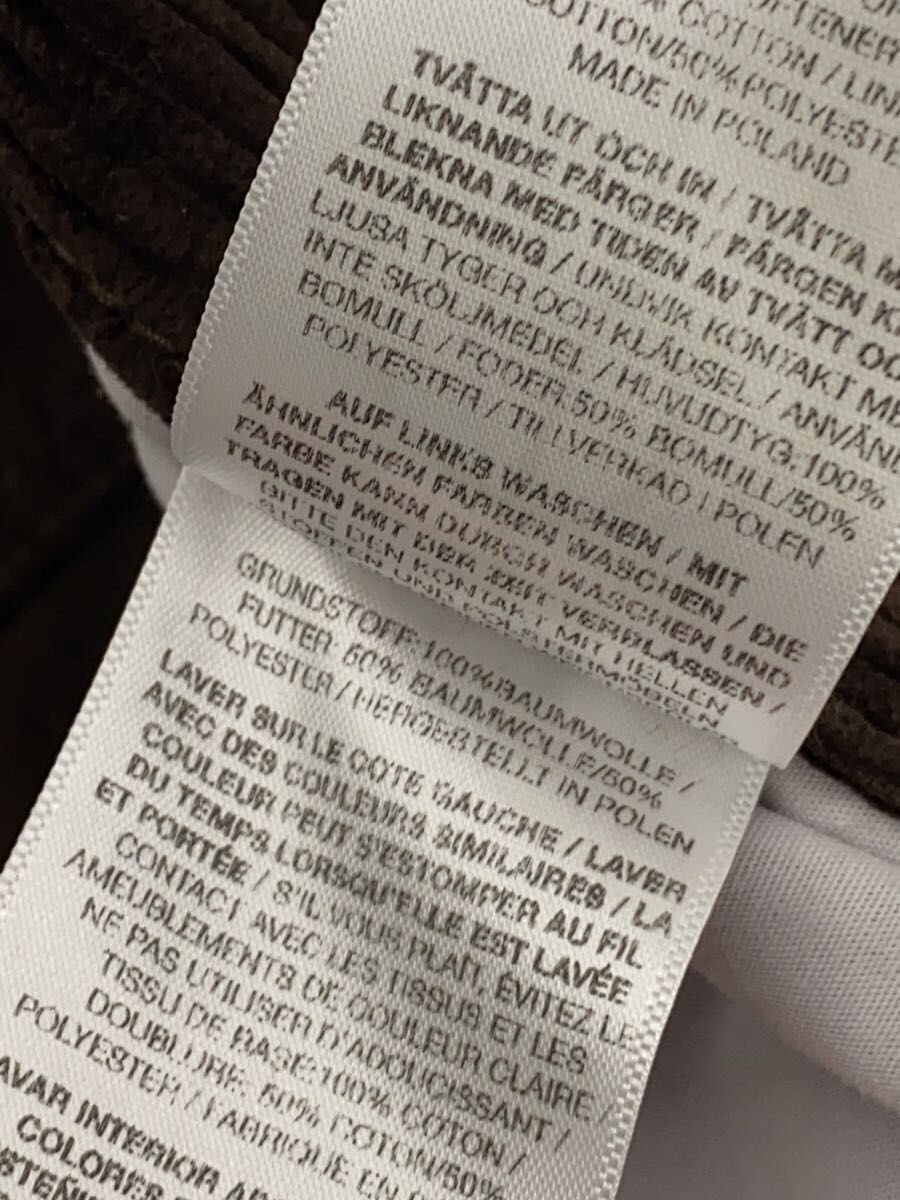 OFTENER
% COTTON / LIN
COTTON/50%POLYESTE
MADE IN POLAND
TVÄTTA UT OCH IN / TVÄTTA M
LIKNANDE FÄRGER / FÄRGEN K
BLEKNA MED TIDEN AV TVÄTT OC
ANVÄNDNING / UNDVIK KONTAKT ME
LJUSA TYGER OCH KLÄDSEL / ANVÄN
INTE SKÖLJMEDEL / HUVUDTYG:100%
BOMULL / FODER:50% BOMULL/50%
POLYESTER / TILLVERKAD I POLEN
AUF LINKS WASCHEN / MIT
ÄHNLICHEN FARBEN WASCHEN / DIE
FARBE KANN DURCH WASCHEN UND
TRAGEN MIT DER ZEIT VERBLASSEN /
BITTE DEN KONTAKT MIT HELLEN
GRUNDSTOFF:100%BAUMWOLLE /
FUTTER: 50% BAUMWOLLE/50%
POLYESTER / HERGESTELLT IN POLEN
LAVER SUR LE COTE GAUCHE / LAVER
AVEC DES COULEURS SIMILAIRES / LA
COULEUR PEUT S'ESTOMPER AU FIL
DU TEMPS LORSQU'ELLE EST LAVÉE
ET PORTÉE / S'IL VOUS PLAIT, ÉVITEZ LE
CONTACT AVEC LES TISSUS ET LES
AMEUBLEMENTS DE COULEUR CLAIRE /
NE PAS UTILISER D'ADOUCISSANT /
TISSU DE BASE:100% COTON /
DOUBLURE: 50% COTON/50%
POLYESTER / FABRIQUE EN
AVAR INTERIOR
COLORES